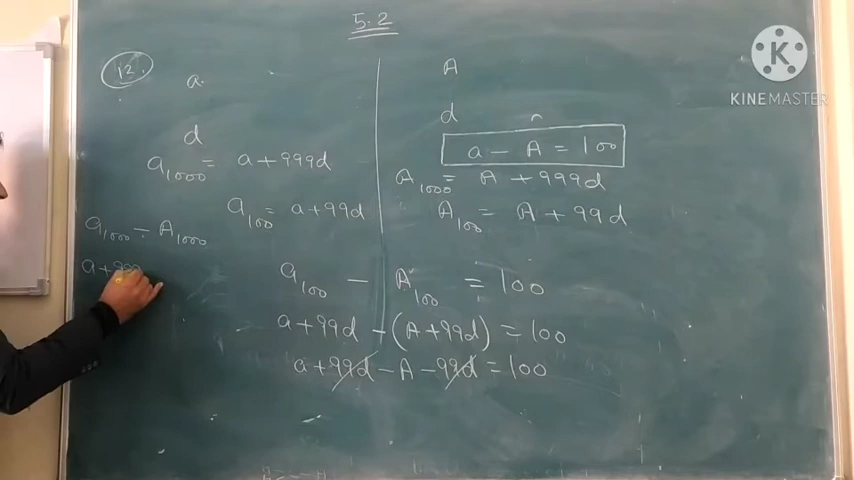 5.2
12.
a
A
d
d
a - A = 100
a₁₀₀₀ = a + 999d
A₁₀₀₀ = A + 999d
a₁₀₀ = a + 99d
A₁₀₀ = A + 99d
a₁₀₀₀ - A₁₀₀₀
a + 999
a₁₀₀ - A₁₀₀ = 100
a + 99d - (A + 99d) = 100
a + 99d - A - 99d = 100
K
KINEMASTER